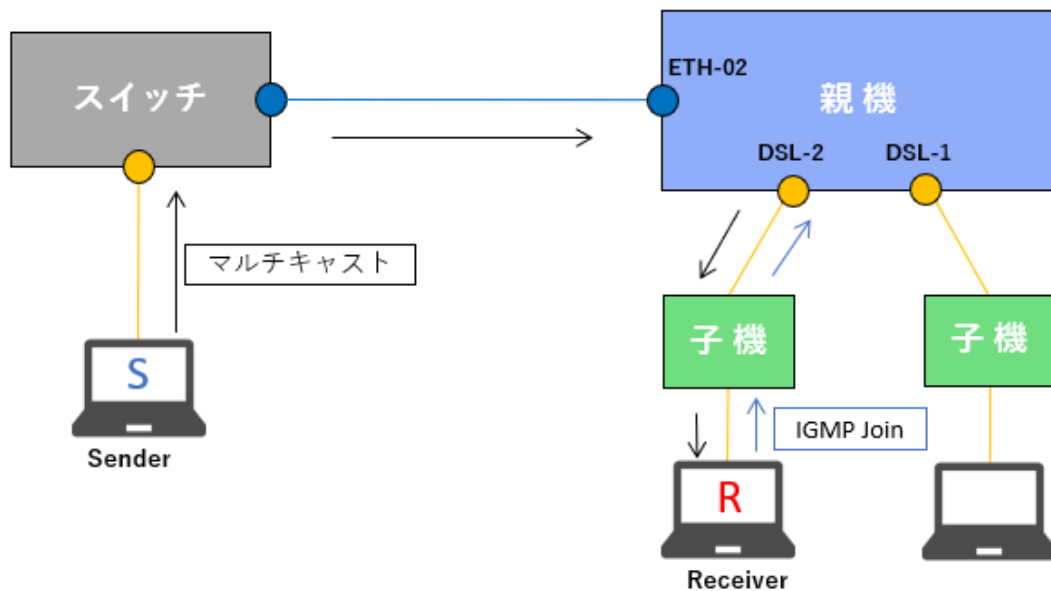 スイッチ
ETH-02
親機
DSL-2
DSL-1
マルチキャスト
子機
子機
S
IGMP Join
Sender
R
Receiver